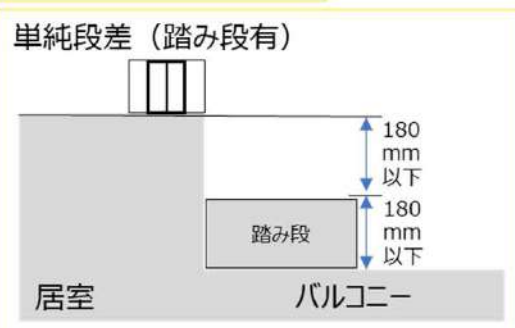 単純段差（踏み段有）
180
mm
以下
180
mm
以下
踏み段
居室
バルコニー